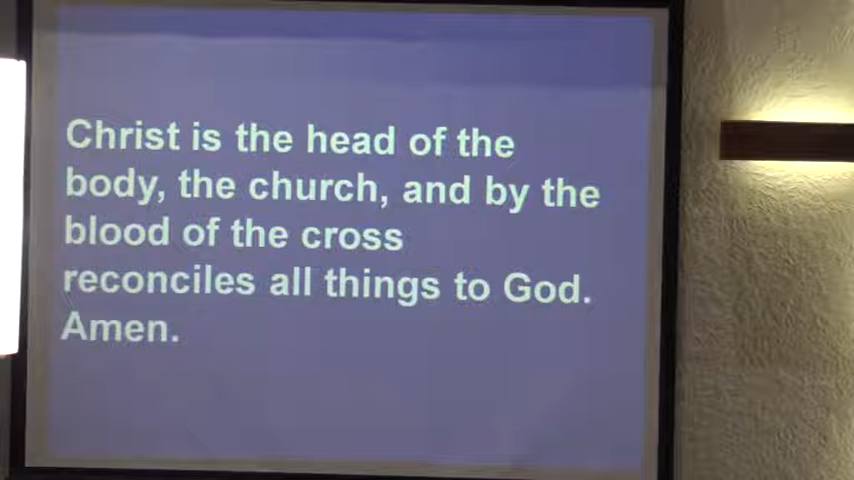 Christ is the head of the
body, the church, and by the
blood of the cross
reconciles all things to God.
Amen.